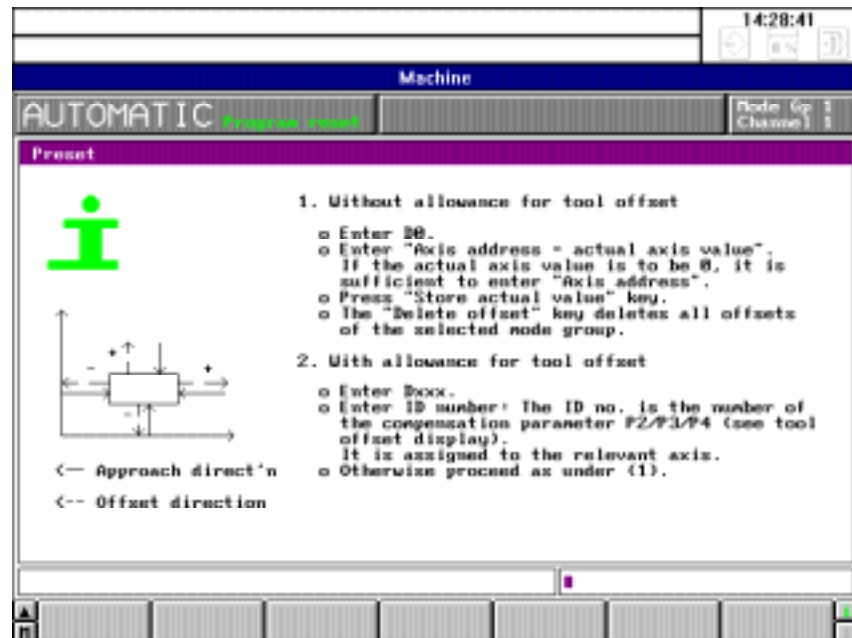 14:28:41
Machine
AUTOMATIC Program reset
Mode Gp 1
Channel 1
Preset
1. Without allowance for tool offset
o Enter D0.
o Enter "Axis address - actual axis value".
If the actual axis value is to be 0, it is
sufficient to enter "Axis address".
o Press "Store actual value" key.
o The "Delete offset" key deletes all offsets
of the selected mode group.
2. With allowance for tool offset
o Enter Dxxx.
o Enter ID number: The ID no. is the number of
the compensation parameter P2/P3/P4 (see tool
offset display).
It is assigned to the relevant axis.
o Otherwise proceed as under (1).
- + +
- 
<— Approach direct'n
<-- Offset direction
M
i